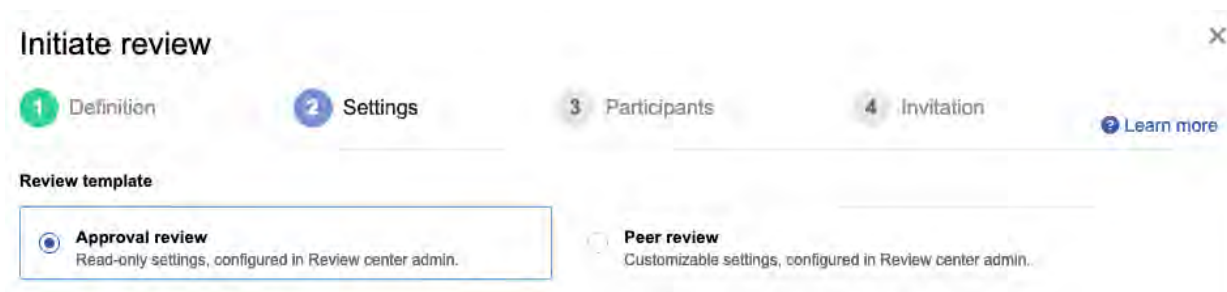 Initiate review
1 Definition 2 Settings 3 Participants 4 Invitation
? Learn more
Review template
Approval review
Read-only settings, configured in Review center admin.
Peer review
Customizable settings, configured in Review center admin.